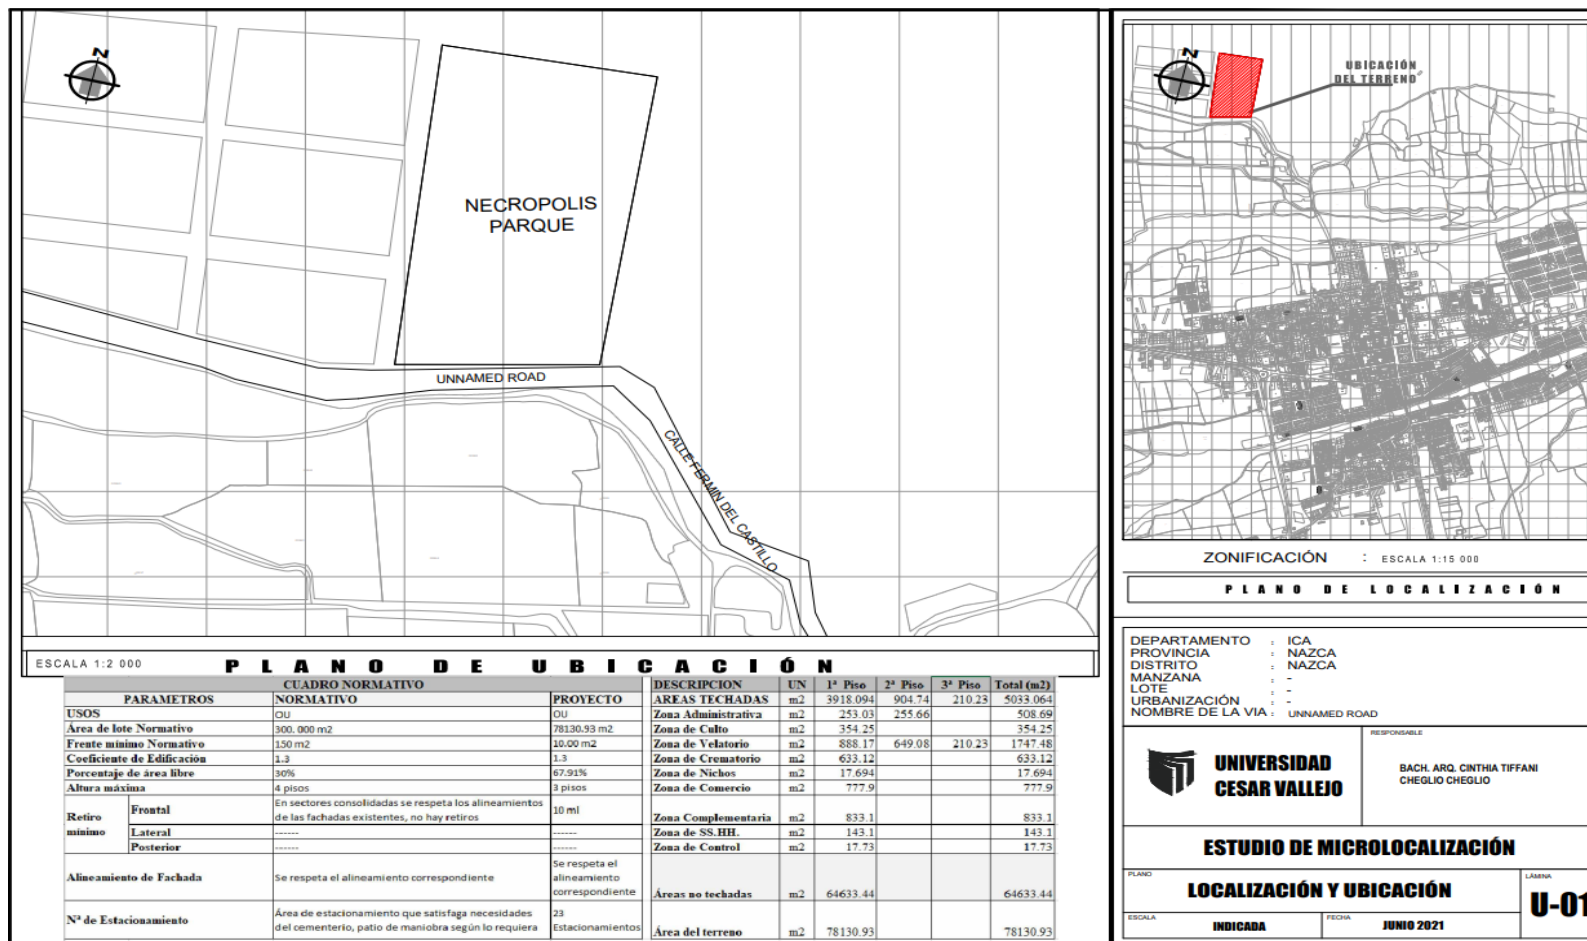 Z
NECROPOLIS
PARQUE
UNNAMED ROAD
CALLE FERMIN DEL CASTILLO
ESCALA 1:2 000
PLANO DE UBICACIÓN
CUADRO NORMATIVO
PARAMETROS NORMATIVO PROYECTO
USOS OU OU
Área de lote Normativo 300. 000 m2 78130.93 m2
Frente mínimo Normativo 150 m2 10.00 m2
Coeficiente de Edificación 1.3 1.3
Porcentaje de área libre 30% 67.91%
Altura máxima 4 pisos 3 pisos
Retiro mínimo Frontal En sectores consolidadas se respeta los alineamientos de las fachadas existentes, no hay retiros 10 ml
Lateral ------ ------
Posterior ------ ------
Alineamiento de Fachada Se respeta el alineamiento correspondiente Se respeta el alineamiento correspondiente
Nª de Estacionamiento Área de estacionamiento que satisfaga necesidades del cementerio, patio de maniobra según lo requiera 23 Estacionamientos
DESCRIPCION UN 1ª Piso 2ª Piso 3ª Piso Total (m2)
AREAS TECHADAS m2 3918.094 904.74 210.23 5033.064
Zona Administrativa m2 253.03 255.66 508.69
Zona de Culto m2 354.25 354.25
Zona de Velatorio m2 888.17 649.08 210.23 1747.48
Zona de Crematorio m2 633.12 633.12
Zona de Nichos m2 17.694 17.694
Zona de Comercio m2 777.9 777.9
Zona Complementaria m2 833.1 833.1
Zona de SS.HH. m2 143.1 143.1
Zona de Control m2 17.73 17.73
Áreas no techadas m2 64633.44 64633.44
Área del terreno m2 78130.93 78130.93
Z
UBICACIÓN
DEL TERRENO
ZONIFICACIÓN : ESCALA 1:15 000
PLANO DE LOCALIZACIÓN
DEPARTAMENTO : ICA
PROVINCIA : NAZCA
DISTRITO : NAZCA
MANZANA : -
LOTE : -
URBANIZACIÓN : -
NOMBRE DE LA VIA : UNNAMED ROAD
UNIVERSIDAD
CESAR VALLEJO
RESPONSABLE
BACH. ARQ. CINTHIA TIFFANI
CHEGLIO CHEGLIO
ESTUDIO DE MICROLOCALIZACIÓN
PLANO
LOCALIZACIÓN Y UBICACIÓN
LÁMINA
U-01
ESCALA
INDICADA
FECHA
JUNIO 2021